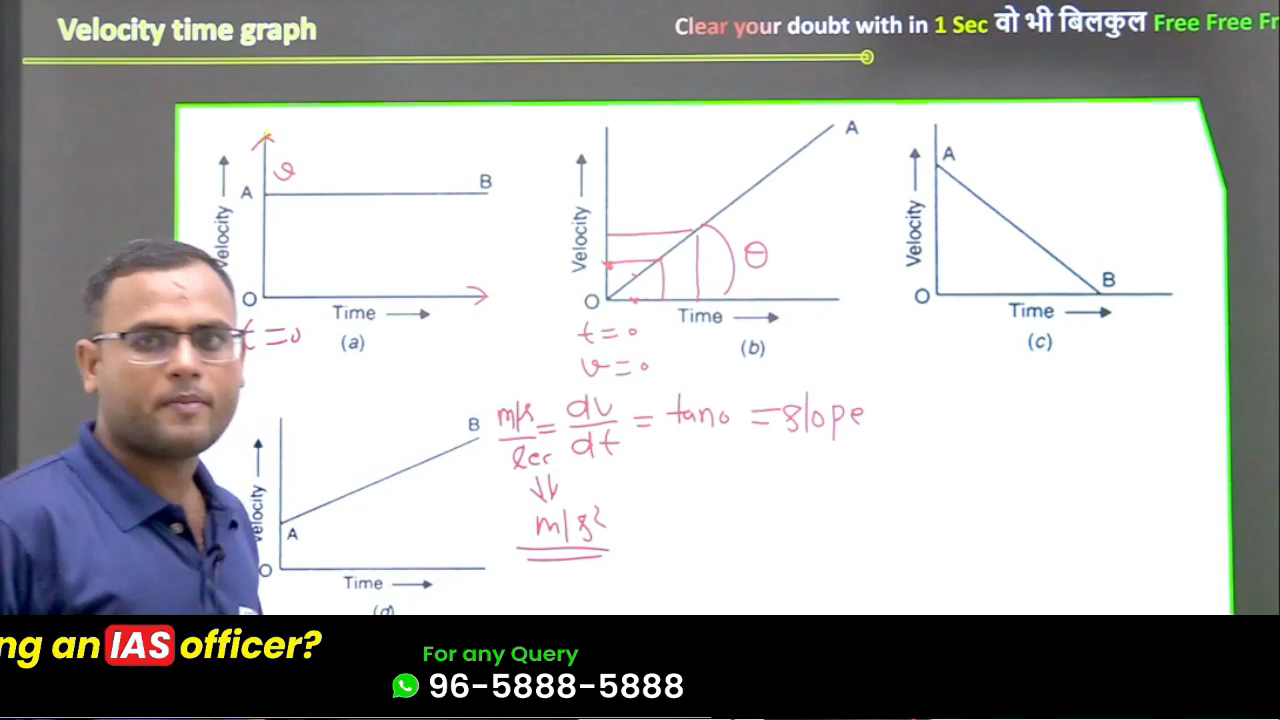 Velocity time graph
Clear your doubt with in 1 Sec वो भी बिलकुल Free Free Fr
A
B
Velocity
O
Time
(a)
v
t = 0
A
Velocity
O
Time
(b)
θ
t = 0
v = 0
A
Velocity
O
B
Time
(c)
m/s/sec = dv/dt = tanθ = slope
m/s²
B
A
Velocity
O
Time
(d)
ng an IAS officer?
For any Query
96-5888-5888